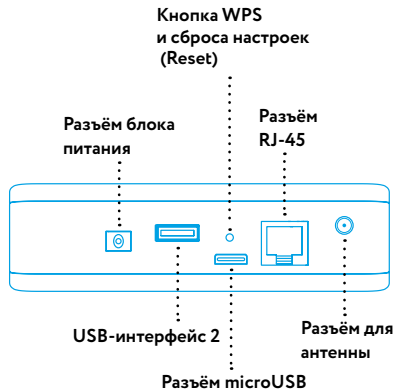 Кнопка WPS
и сброса настроек
(Reset)
Разъём блока
питания
Разъём
RJ-45
USB-интерфейс 2
Разъём для
антенны
Разъём microUSB